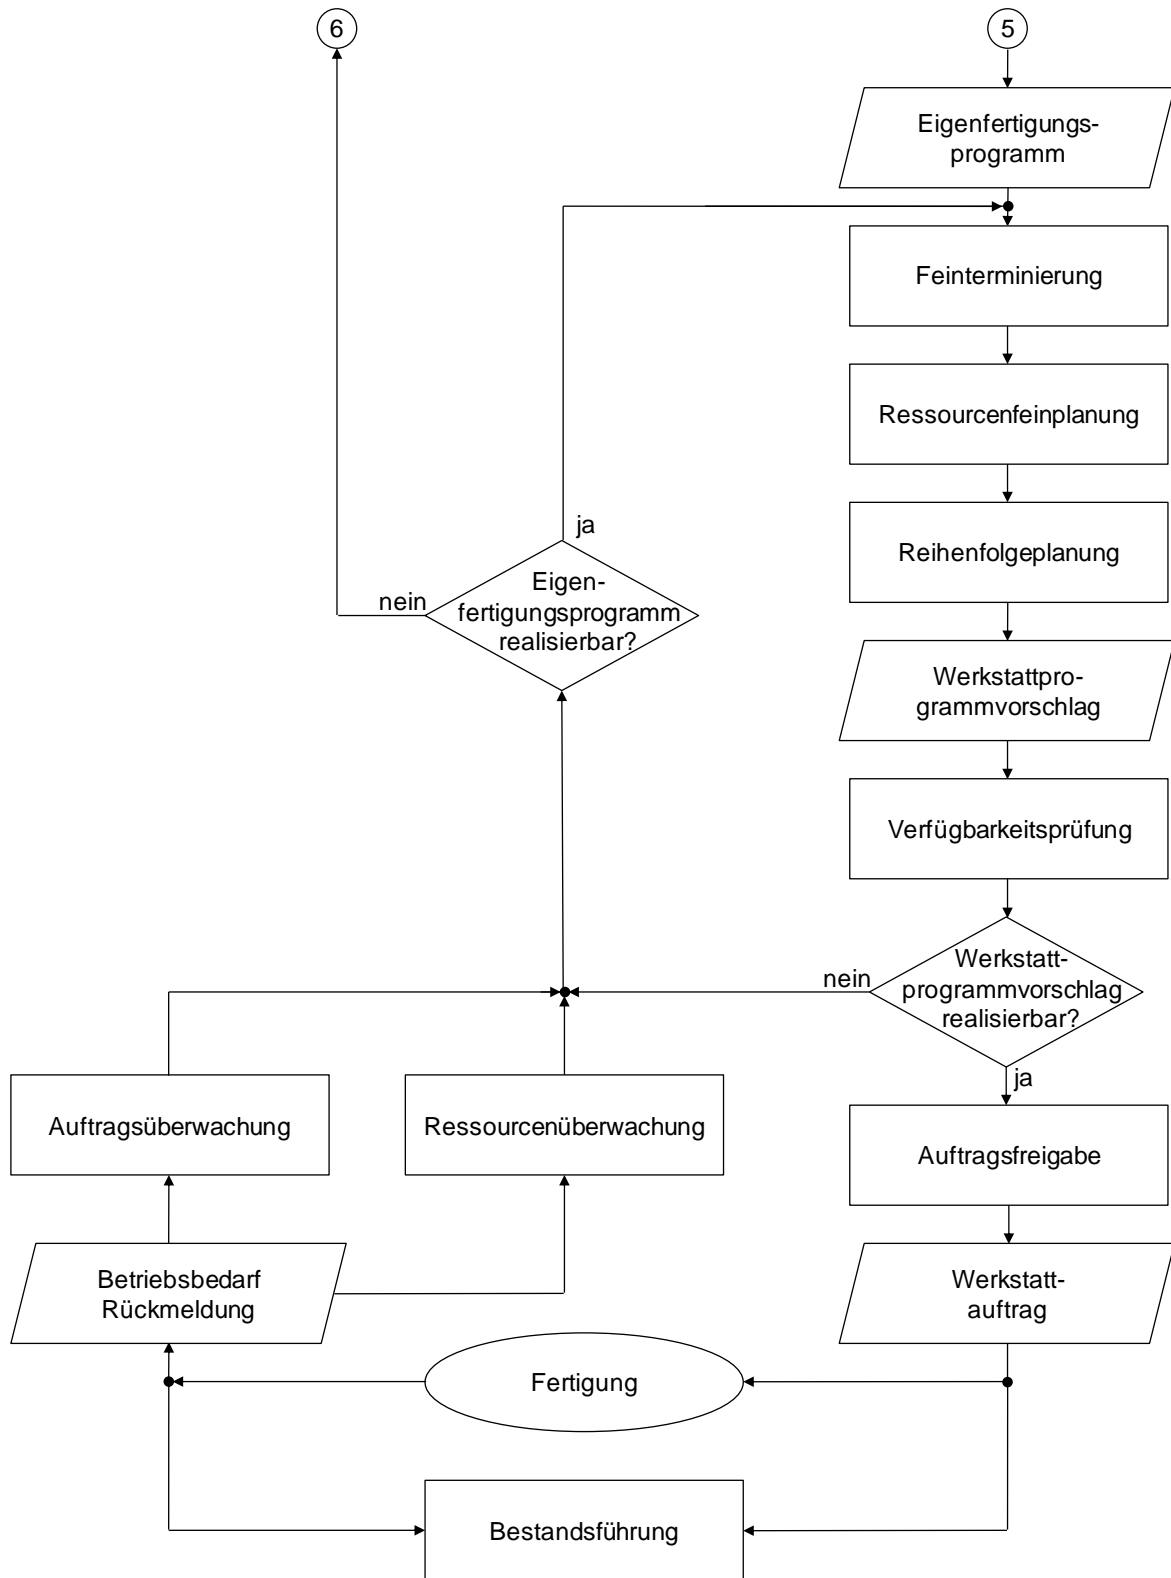 6
5
Eigenfertigungs-
programm
Feinterminierung
Ressourcenfeinplanung
Reihenfolgeplanung
ja
Eigen-
fertigungsprogramm
realisierbar?
nein
Werkstattpro-
grammvorschlag
Verfügbarkeitsprüfung
Werkstatt-
programmvorschlag
realisierbar?
nein
ja
Auftragsüberwachung
Ressourcenüberwachung
Auftragsfreigabe
Betriebsbedarf
Rückmeldung
Werkstatt-
auftrag
Fertigung
Bestandsführung